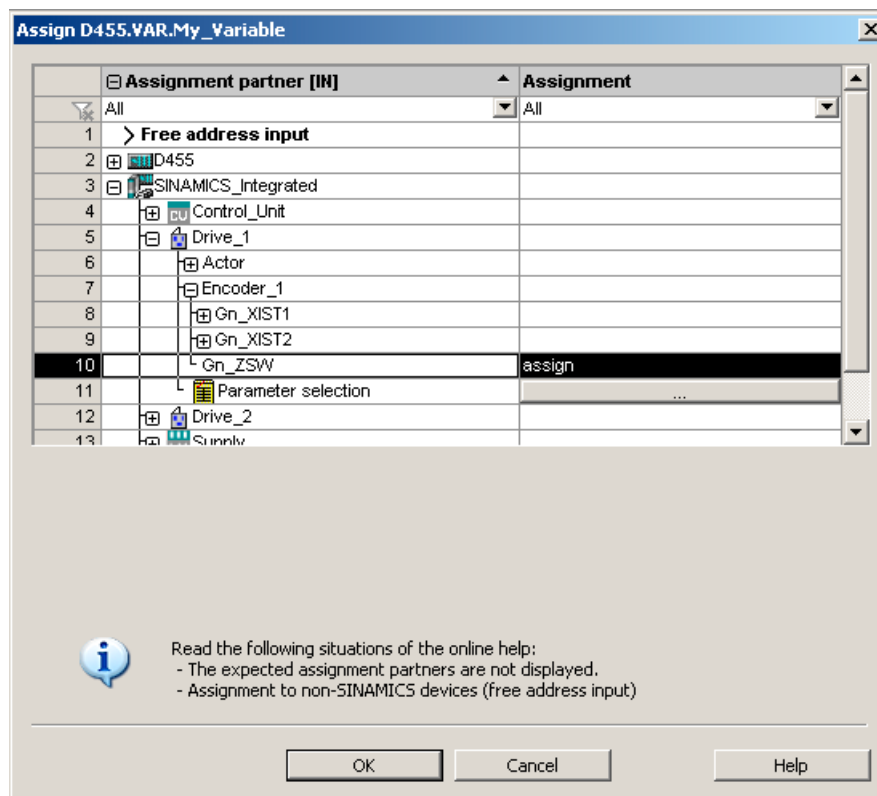 Assign D455.VAR.My_Variable
Assignment partner [IN] Assignment
All All
1 Free address input
2 D455
3 SINAMICS_Integrated
4 CU Control_Unit
5 Drive_1
6 Actor
7 Encoder_1
8 Gn_XIST1
9 Gn_XIST2
10 Gn_ZSW assign
11 Parameter selection ...
12 Drive_2
13 Supply
Read the following situations of the online help:
- The expected assignment partners are not displayed.
- Assignment to non-SINAMICS devices (free address input)
OK Cancel Help